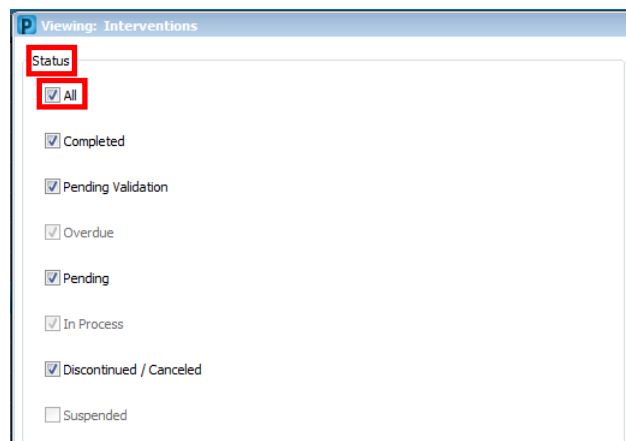 P Viewing: Interventions
Status
All
Completed
Pending Validation
Overdue
Pending
In Process
Discontinued / Canceled
Suspended